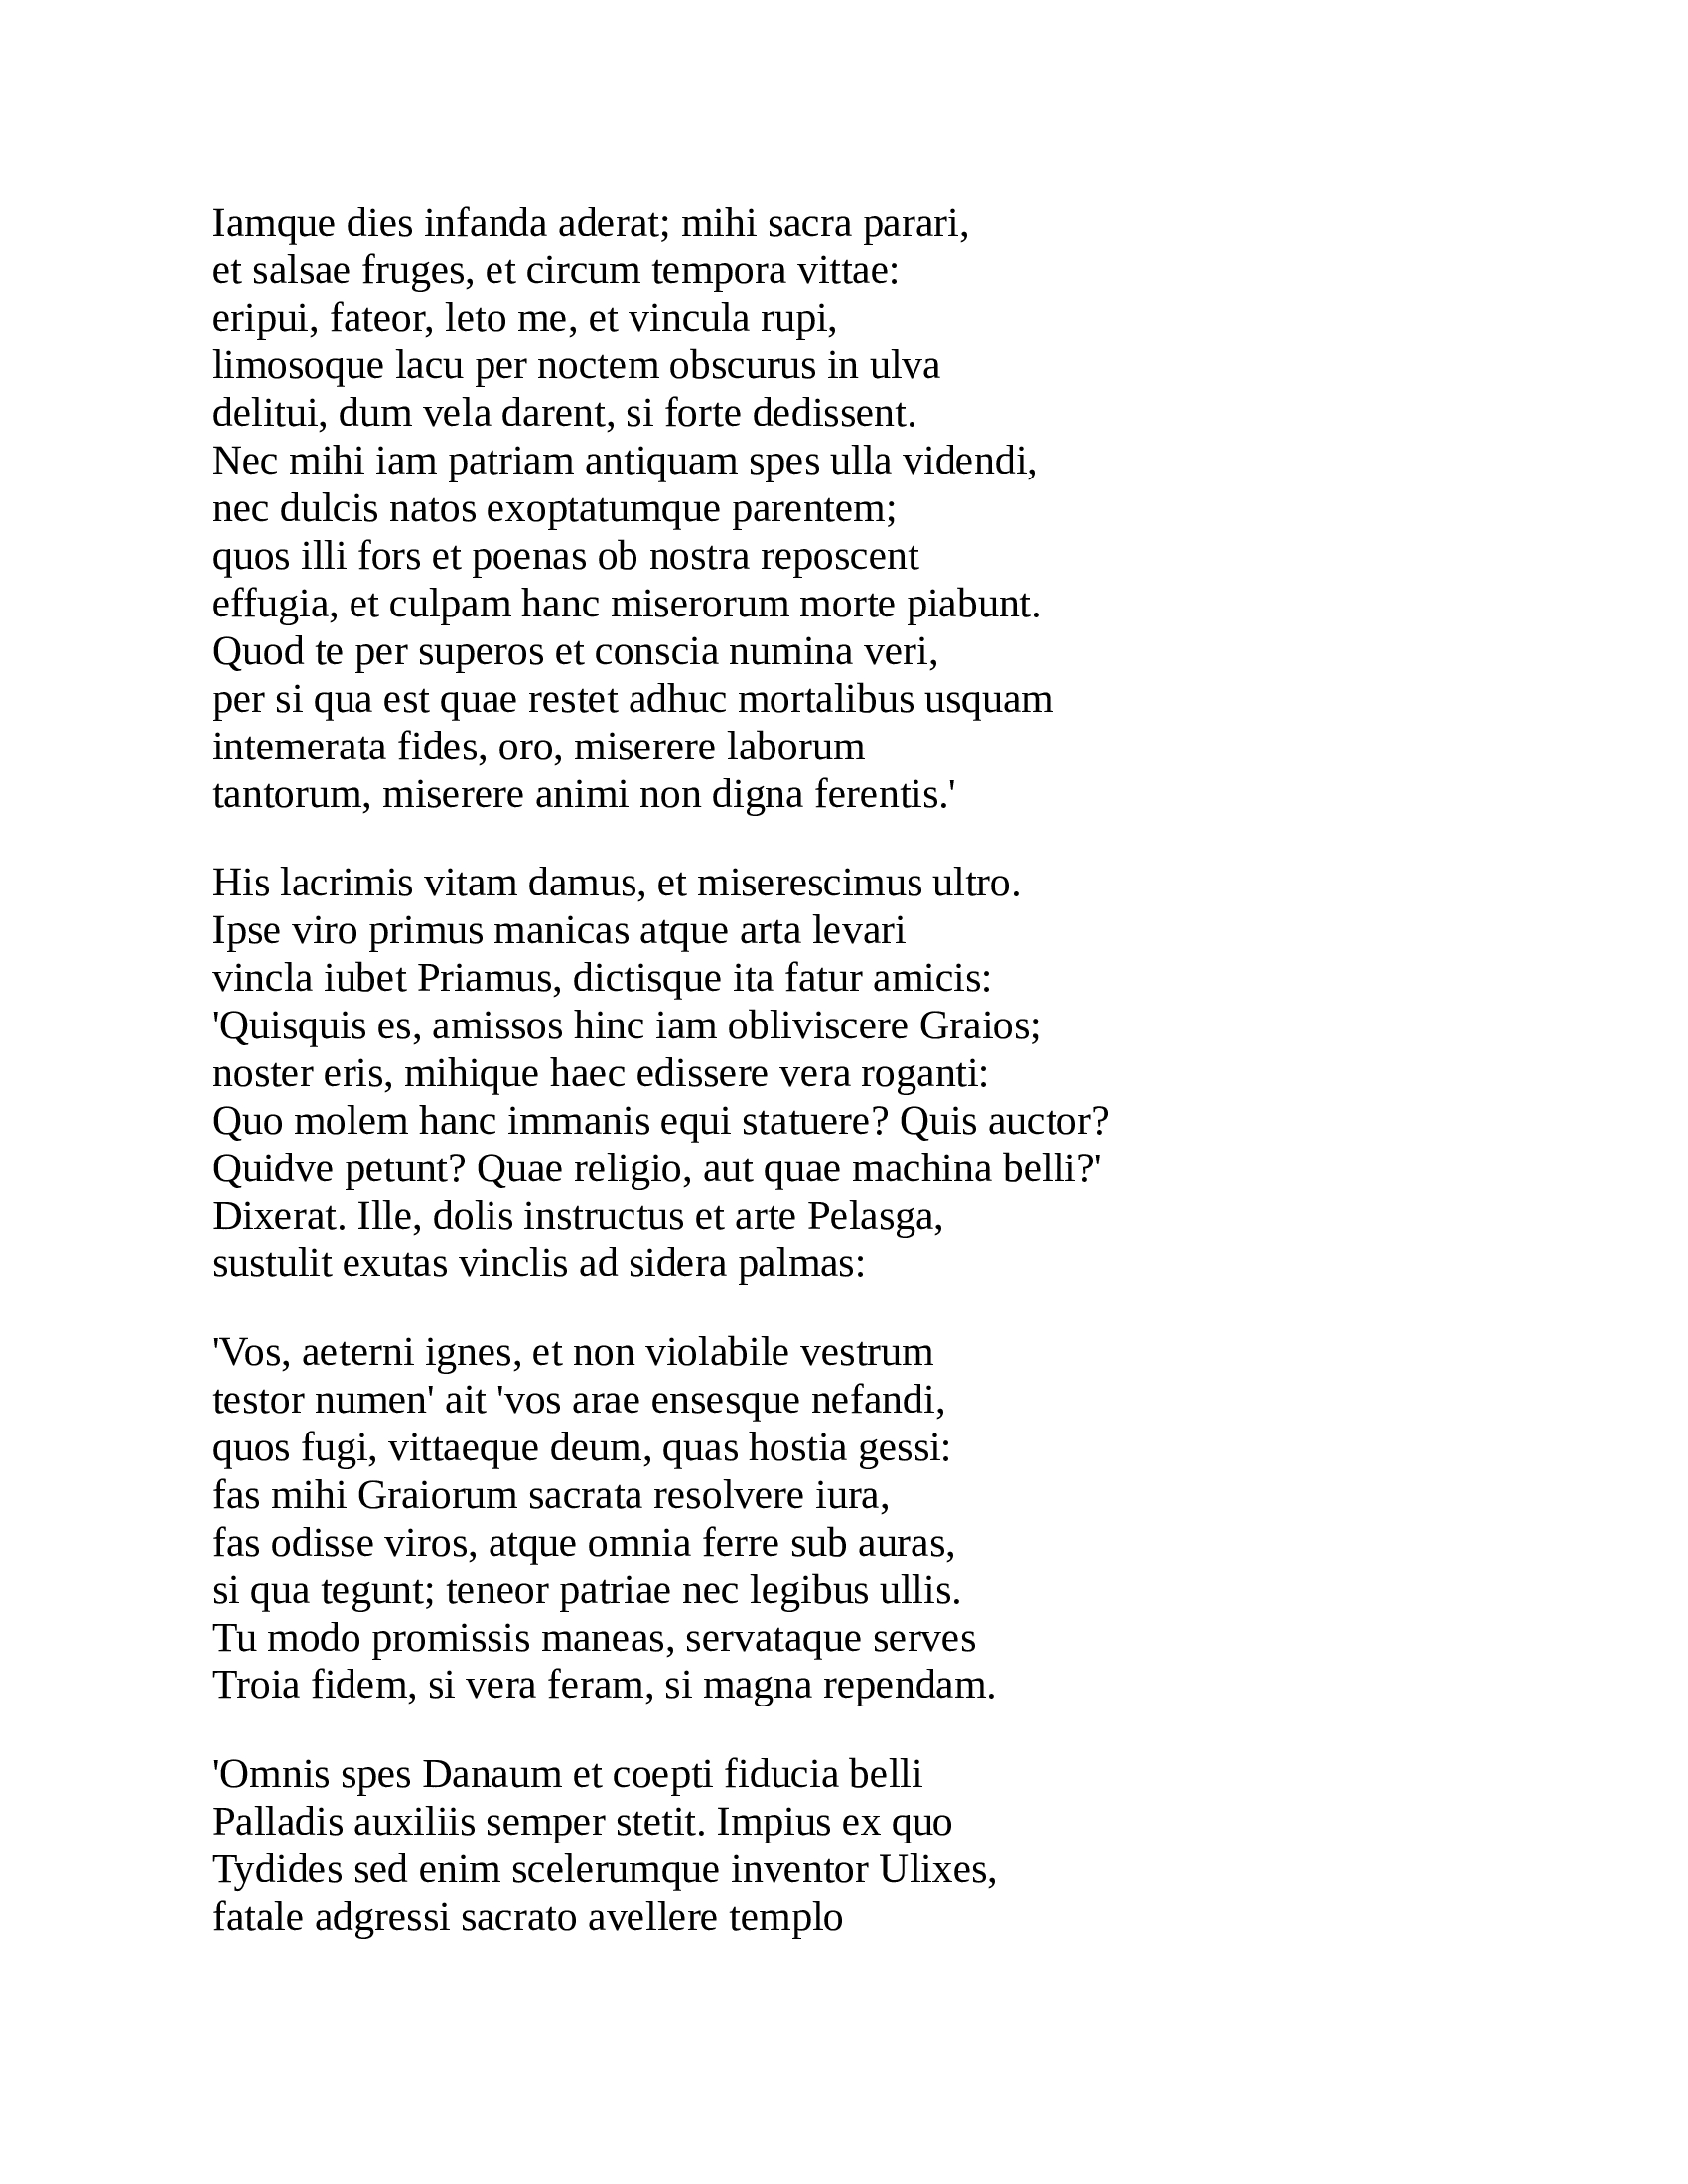 Iamque dies infanda aderat; mihi sacra parari,
et salsae fruges, et circum tempora vittae:
eripui, fateor, leto me, et vincula rupi,
limosoque lacu per noctem obscurus in ulva
delitui, dum vela darent, si forte dedissent.
Nec mihi iam patriam antiquam spes ulla videndi,
nec dulcis natos exoptatumque parentem;
quos illi fors et poenas ob nostra reposcent
effugia, et culpam hanc miserorum morte piabunt.
Quod te per superos et conscia numina veri,
per si qua est quae restet adhuc mortalibus usquam
intemerata fides, oro, miserere laborum
tantorum, miserere animi non digna ferentis.'

His lacrimis vitam damus, et miserescimus ultro.
Ipse viro primus manicas atque arta levari
vincla iubet Priamus, dictisque ita fatur amicis:
'Quisquis es, amissos hinc iam obliviscere Graios;
noster eris, mihique haec edissere vera roganti:
Quo molem hanc immanis equi statuere? Quis auctor?
Quidve petunt? Quae religio, aut quae machina belli?'
Dixerat. Ille, dolis instructus et arte Pelasga,
sustulit exutas vinclis ad sidera palmas:

'Vos, aeterni ignes, et non violabile vestrum
testor numen' ait 'vos arae ensesque nefandi,
quos fugi, vittaeque deum, quas hostia gessi:
fas mihi Graiorum sacrata resolvere iura,
fas odisse viros, atque omnia ferre sub auras,
si qua tegunt; teneor patriae nec legibus ullis.
Tu modo promissis maneas, servataque serves
Troia fidem, si vera feram, si magna rependam.

'Omnis spes Danaum et coepti fiducia belli
Palladis auxiliis semper stetit. Impius ex quo
Tydides sed enim scelerumque inventor Ulixes,
fatale adgressi sacrato avellere templo